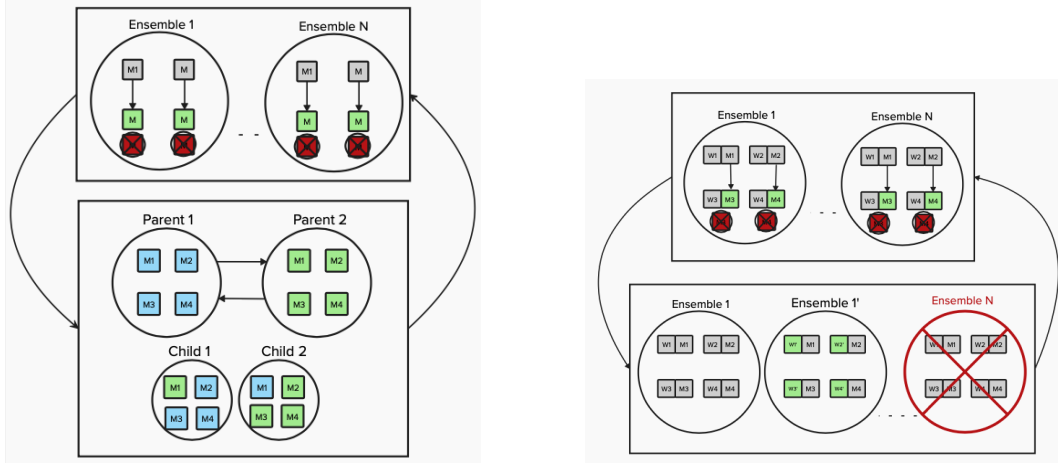 Ensemble 1 Ensemble N
M1 M M1 M
M M M M
Parent 1 Parent 2
M1 M2 M1 M2
M3 M4 M3 M4
Child 1 Child 2
M1 M2 M1 M2
M3 M4 M3 M4
Ensemble 1 Ensemble N
W1 M1 W2 M2 W1 M1 W2 M2
W3 M3 W4 M4 W3 M3 W4 M4
Ensemble 1 Ensemble 1' Ensemble N
W1 M1 W2 M2 W1' M1 W2' M2 M1 M2
W3 M3 W4 M4 W3' M3 W4' M4 W3 M3 M4